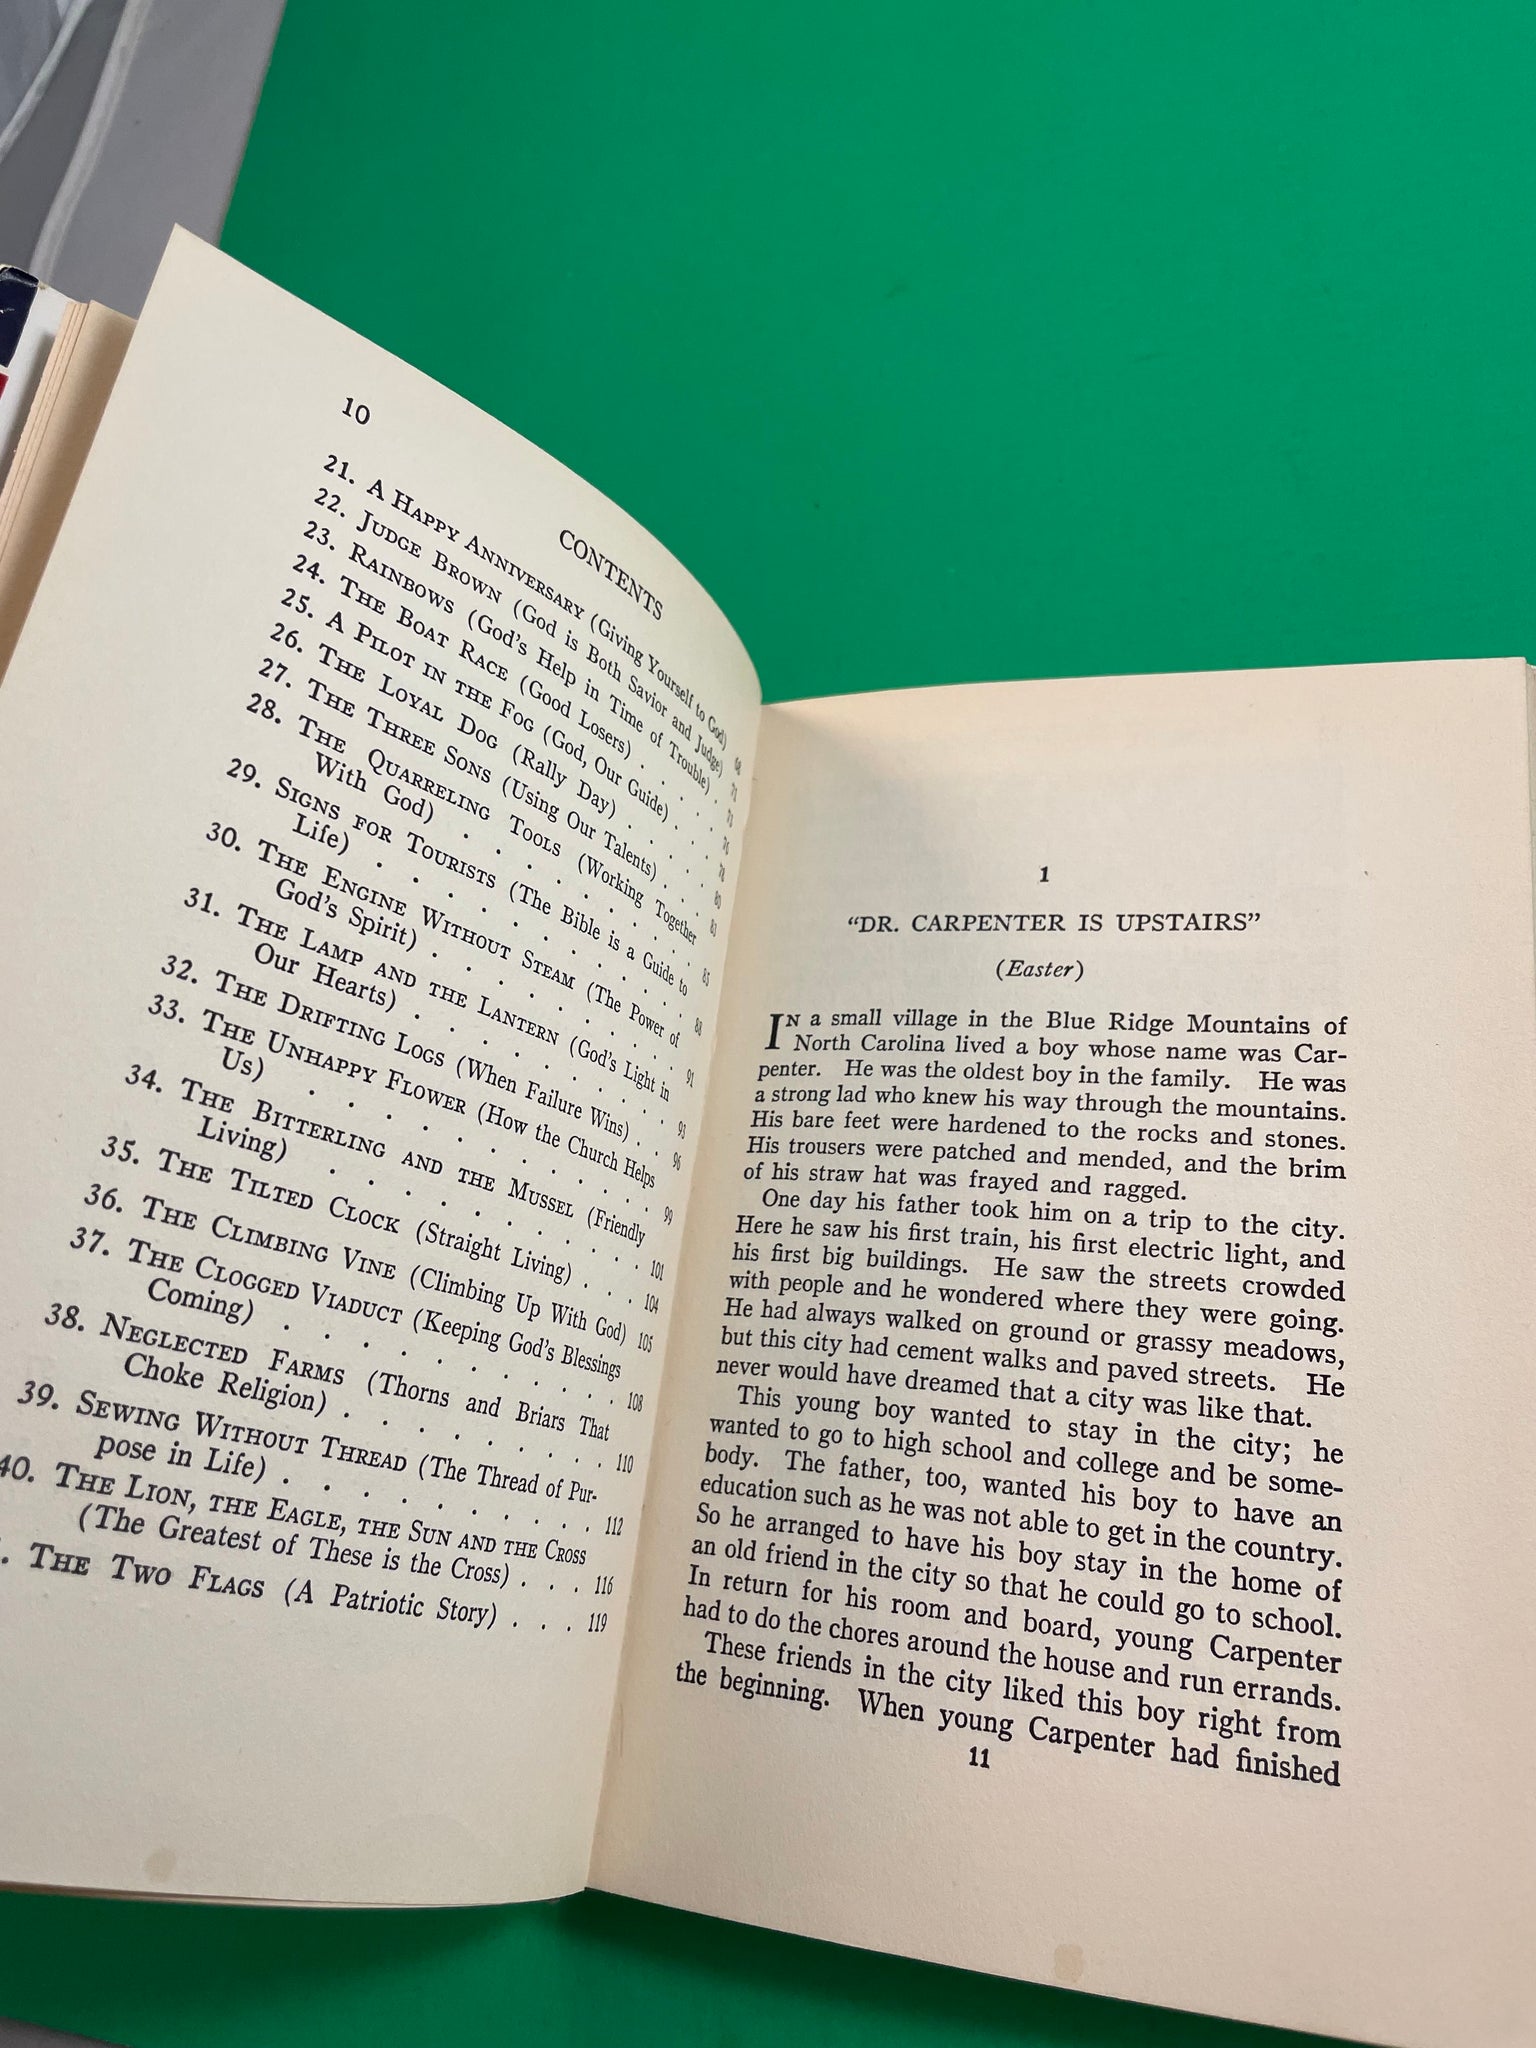 10
CONTENTS
21. A Happy Anniversary (Giving Yourself to God) 68
22. Judge Brown (God is Both Savior and Judge) 71
23. Rainbows (God's Help in Time of Trouble) . 73
24. The Boat Race (Good Losers) . . . . . 76
25. A Pilot in the Fog (God, Our Guide) . . . 78
26. The Loyal Dog (Rally Day) . . . . . 80
27. The Three Sons (Using Our Talents) . . . 83
28. The Quarreling Tools (Working Together
With God) . . . . . . . . . 85
29. Signs for Tourists (The Bible is a Guide to
Life) . . . . . . . . . . 88
30. The Engine Without Steam (The Power of
God's Spirit) . . . . . . . . 91
31. The Lamp and the Lantern (God's Light in
Our Hearts) . . . . . . . . 93
32. The Drifting Logs (When Failure Wins) . . 96
33. The Unhappy Flower (How the Church Helps
Us) . . . . . . . . . . 99
34. The Bitterling and the Mussel (Friendly
Living) . . . . . . . . . 101
35. The Tilted Clock (Straight Living) . . . 104
36. The Climbing Vine (Climbing Up With God) 105
37. The Clogged Viaduct (Keeping God's Blessings
Coming) . . . . . . . . . 108
38. Neglected Farms (Thorns and Briars That
Choke Religion) . . . . . . . 110
39. Sewing Without Thread (The Thread of Pur-
pose in Life) . . . . . . . . 112
40. The Lion, the Eagle, the Sun and the Cross
(The Greatest of These is the Cross) . . . 116
. The Two Flags (A Patriotic Story) . . . 119
1
"DR. CARPENTER IS UPSTAIRS"
(Easter)
In a small village in the Blue Ridge Mountains of
North Carolina lived a boy whose name was Car-
penter. He was the oldest boy in the family. He was
a strong lad who knew his way through the mountains.
His bare feet were hardened to the rocks and stones.
His trousers were patched and mended, and the brim
of his straw hat was frayed and ragged.
One day his father took him on a trip to the city.
Here he saw his first train, his first electric light, and
his first big buildings. He saw the streets crowded
with people and he wondered where they were going.
He had always walked on ground or grassy meadows,
but this city had cement walks and paved streets. He
never would have dreamed that a city was like that.
This young boy wanted to stay in the city; he
wanted to go to high school and college and be some-
body. The father, too, wanted his boy to have an
education such as he was not able to get in the country.
So he arranged to have his boy stay in the home of
an old friend in the city so that he could go to school.
In return for his room and board, young Carpenter
had to do the chores around the house and run errands.
These friends in the city liked this boy right from
the beginning. When young Carpenter had finished
11